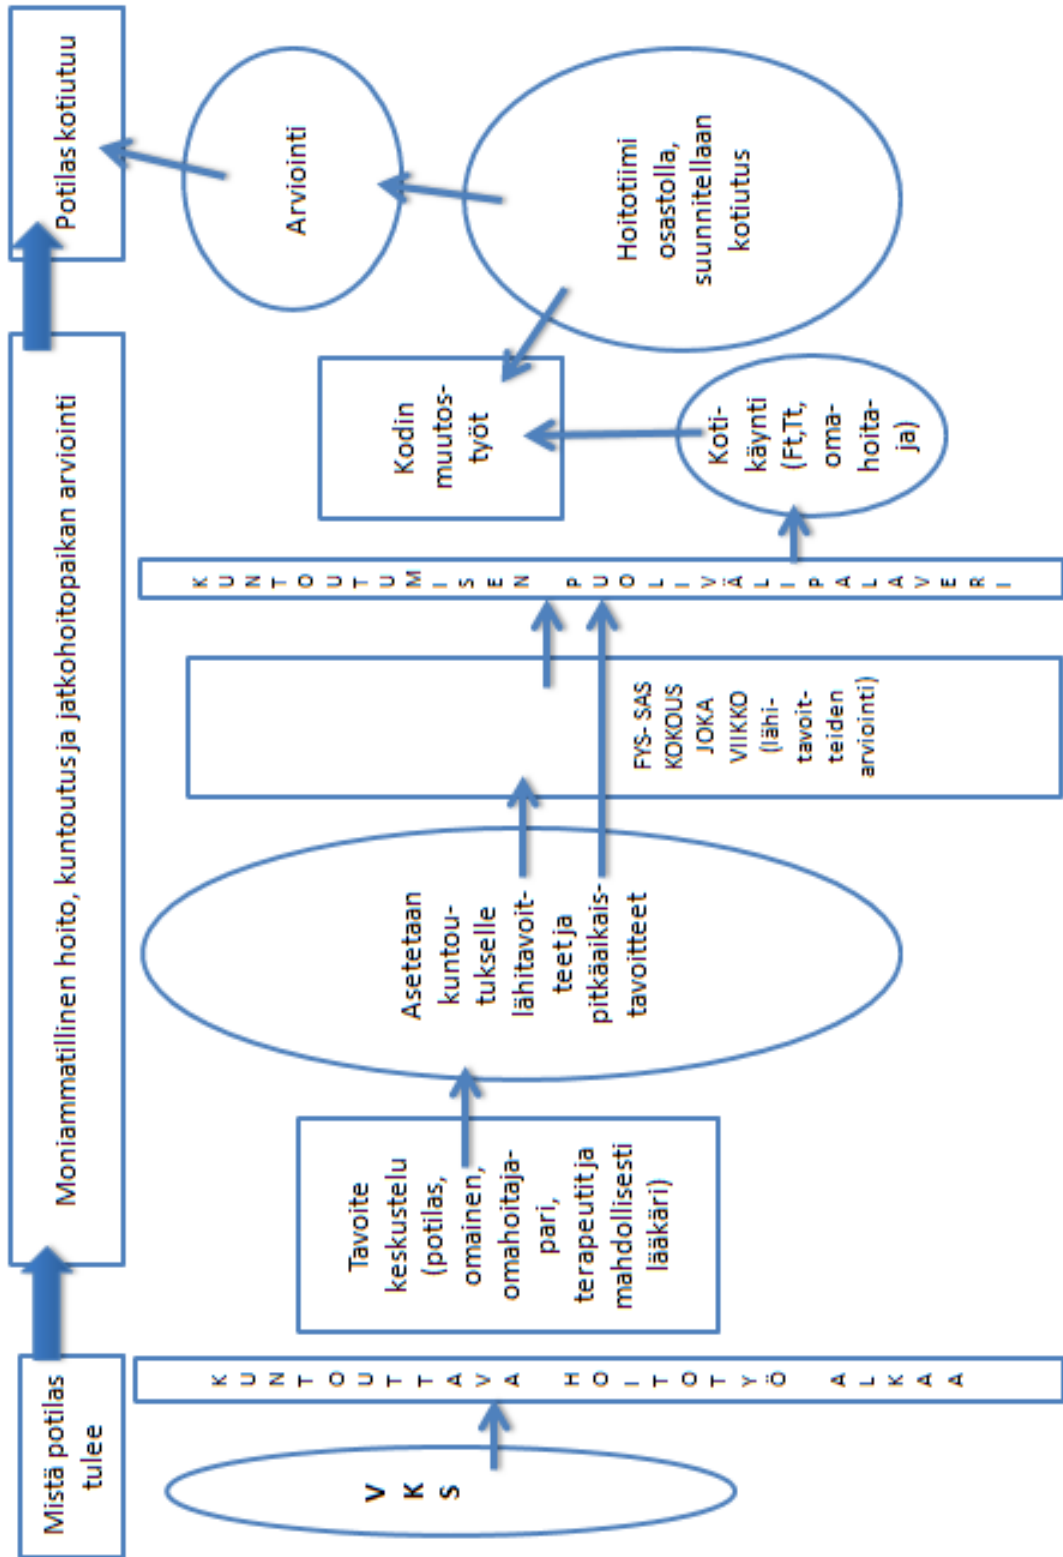 Mistä potilas
tulee
Moniammatillinen hoito, kuntoutus ja jatkohoitopaikan arviointi
Potilas kotiutuu
V
K
S
K
U
N
T
O
U
T
T
A
V
A
H
O
I
T
O
T
Y
Ö
A
L
K
A
A
Tavoite
keskustelu
(potilas,
omainen,
omahoitaja-
pari,
terapeutit ja
mahdollisesti
lääkäri)
Asetetaan
kuntou-
tukselle
lähitavoit-
teet ja
pitkäaikais-
tavoitteet
FYS- SAS
KOKOUS
JOKA
VIIKKO
(lähi-
tavoit-
teiden
arviointi)
K
U
N
T
O
U
T
U
M
I
S
E
N
P
U
O
L
I
V
Ä
L
I
P
A
L
A
V
E
R
I
Kodin
muutos-
työt
Koti-
käynti
(Ft,Tt,
oma-
hoita-
ja)
Arviointi
Hoitotiimi
osastolla,
suunnitellaan
kotiutus